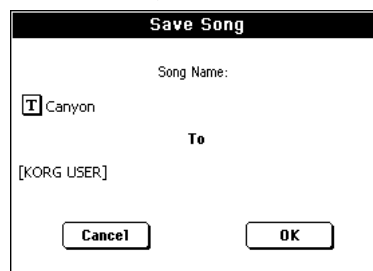 Save Song
Song Name:
T Canyon
To
[KORG USER]
Cancel OK